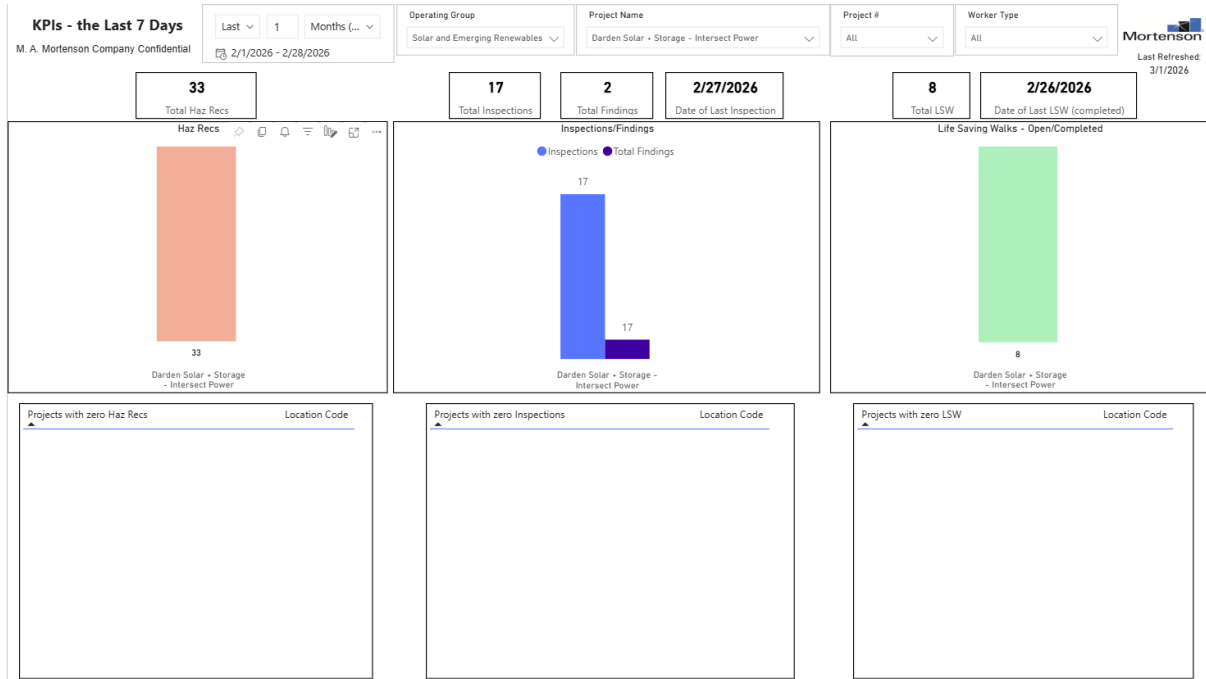 KPIs - the Last 7 Days
M. A. Mortenson Company Confidential
Last
1
Months (...
2/1/2026 - 2/28/2026
Operating Group
Solar and Emerging Renewables
Project Name
Darden Solar + Storage - Intersect Power
Project #
All
Worker Type
All
Mortenson
Last Refreshed:
3/1/2026
33
Total Haz Recs
17
Total Inspections
2
Total Findings
2/27/2026
Date of Last Inspection
8
Total LSW
2/26/2026
Date of Last LSW (completed)
Haz Recs
33
Darden Solar + Storage
- Intersect Power
Inspections/Findings
Inspections
Total Findings
17
17
Darden Solar + Storage -
Intersect Power
Life Saving Walks - Open/Completed
8
Darden Solar + Storage
- Intersect Power
Projects with zero Haz Recs
Location Code
Projects with zero Inspections
Location Code
Projects with zero LSW
Location Code